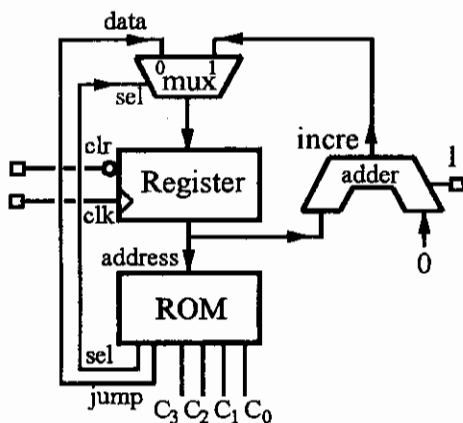 data
0 1
mux
sel
incre
1
clr
Register
adder
clk
address
0
ROM
sel
jump
C3 C2 C1 C0